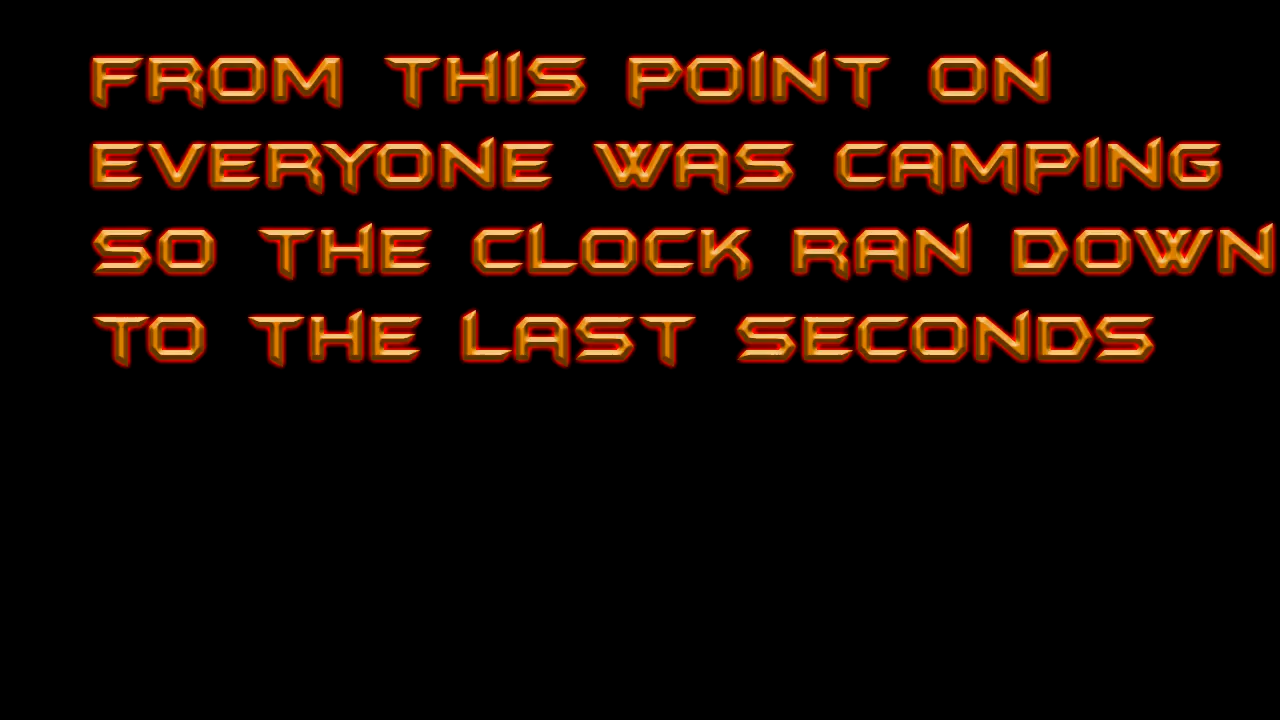 FROM THIS POINT ON
EVERYONE WAS CAMPING
SO THE CLOCK RAN DOWN
TO THE LAST SECONDS